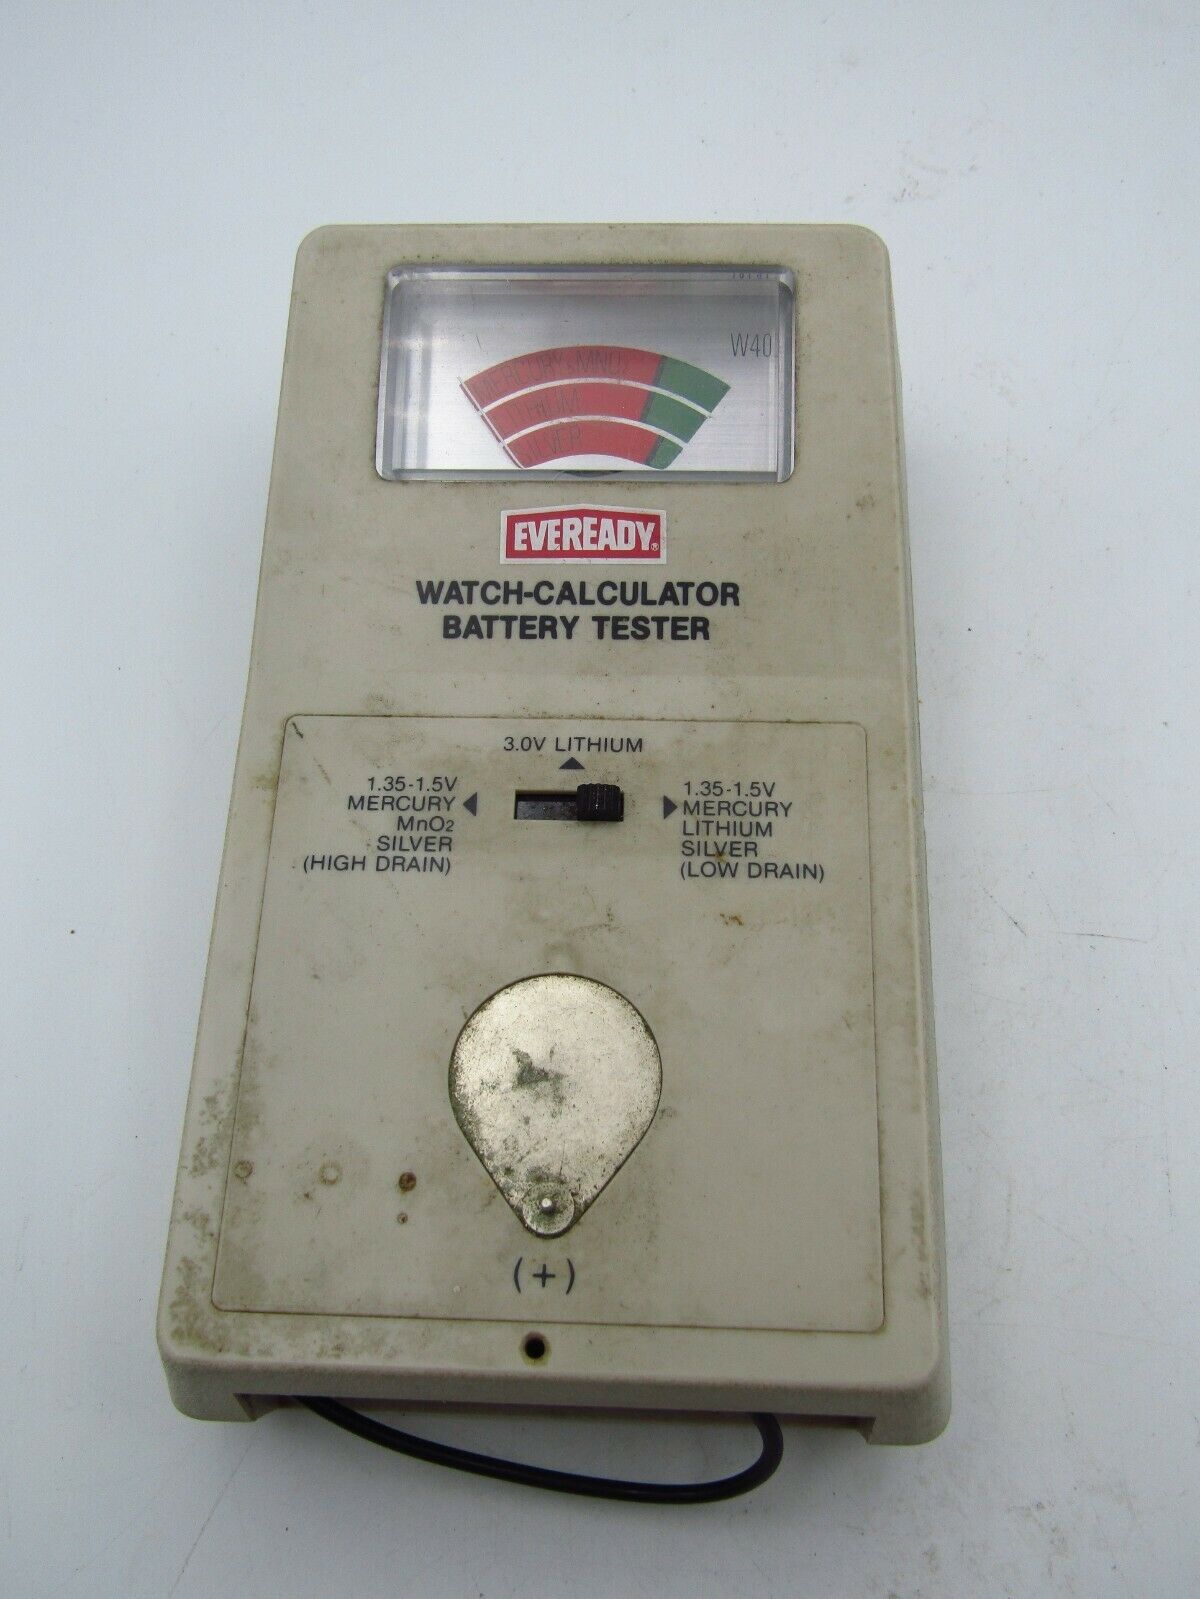 W40
MERCURY & MNO2
LITHIUM
SILVER
EVEREADY®
WATCH-CALCULATOR
BATTERY TESTER
3.0V LITHIUM
1.35-1.5V
MERCURY
MnO2
SILVER
(HIGH DRAIN)
1.35-1.5V
MERCURY
LITHIUM
SILVER
(LOW DRAIN)
(+)